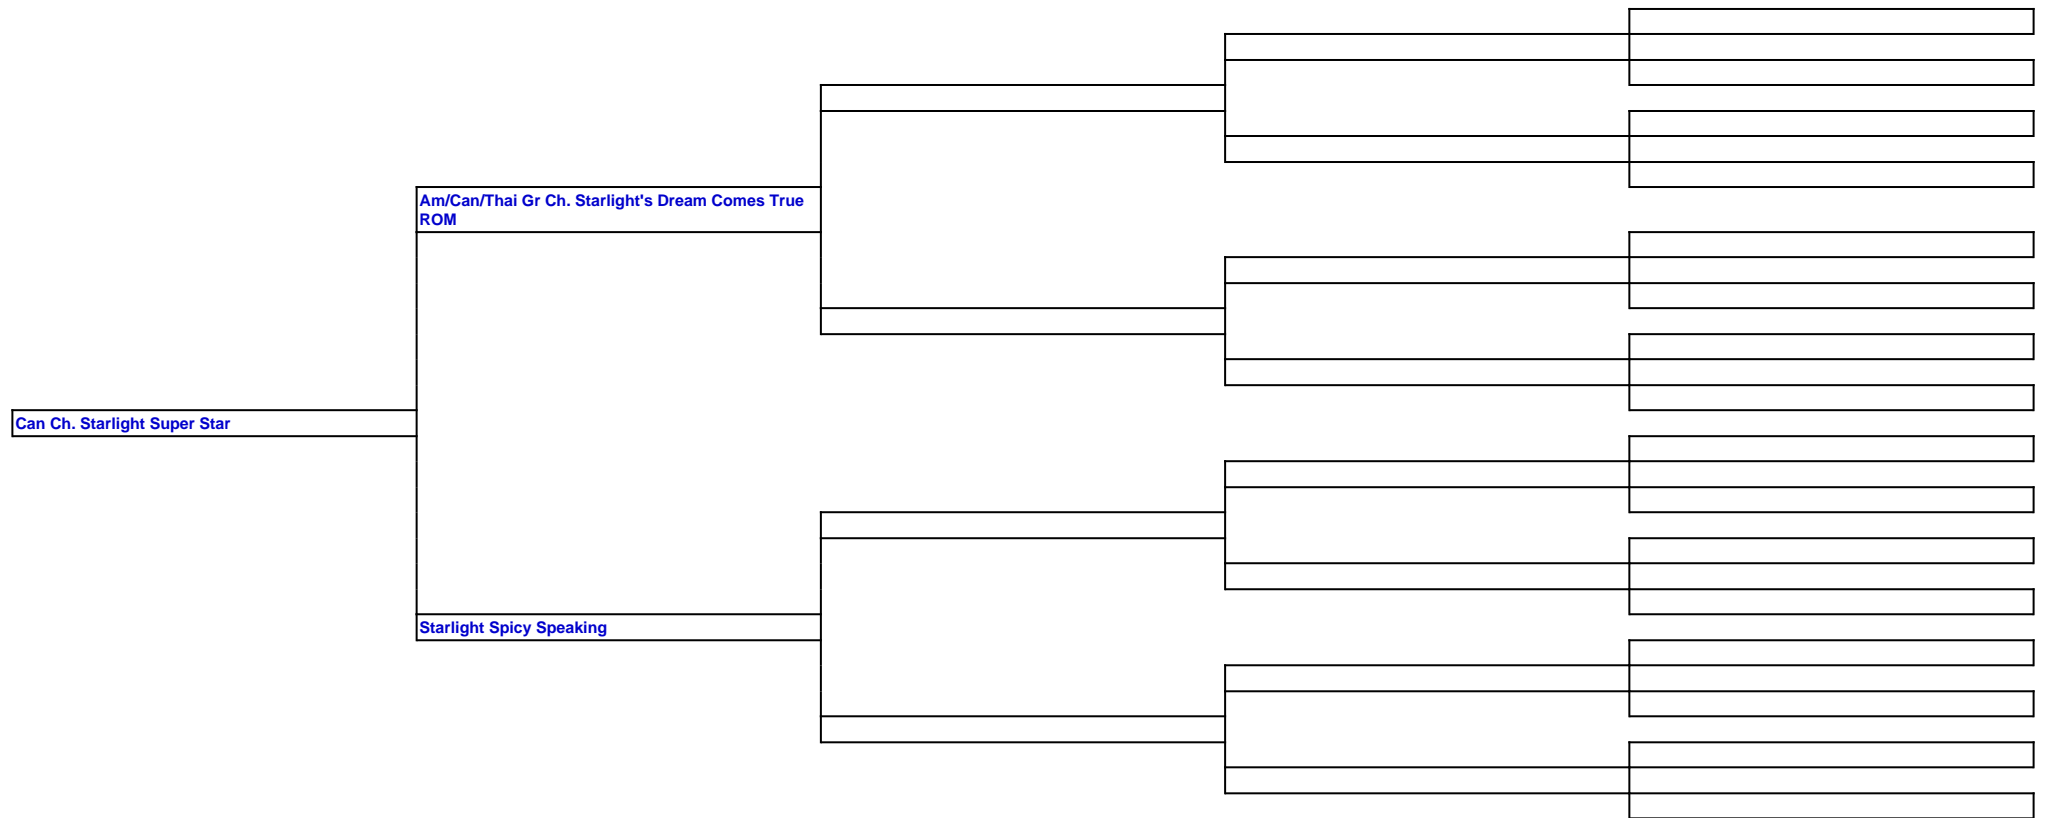 Am/Can/Thai Gr Ch. Starlight's Dream Comes True
ROM
Can Ch. Starlight Super Star
Starlight Spicy Speaking